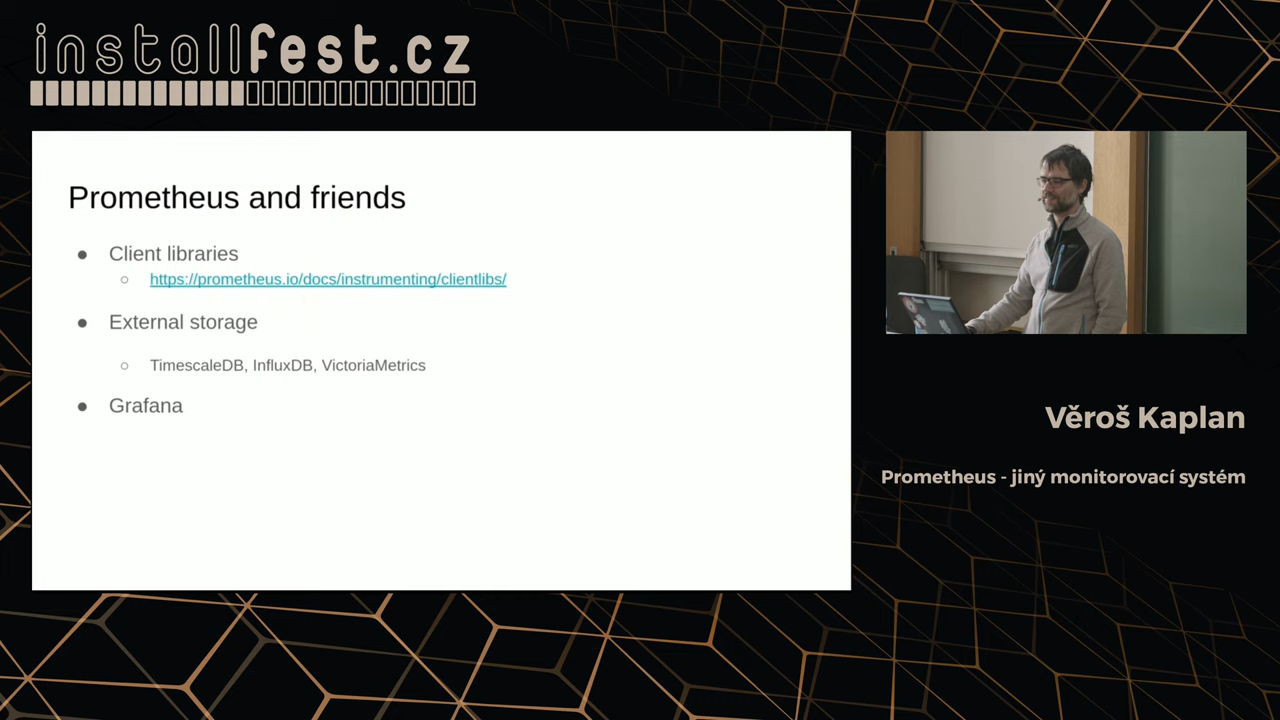 installfest.cz
Prometheus and friends
● Client libraries
○ https://prometheus.io/docs/instrumenting/clientlibs/
● External storage
○ TimescaleDB, InfluxDB, VictoriaMetrics
● Grafana
Věroš Kaplan
Prometheus - jiný monitorovací systém